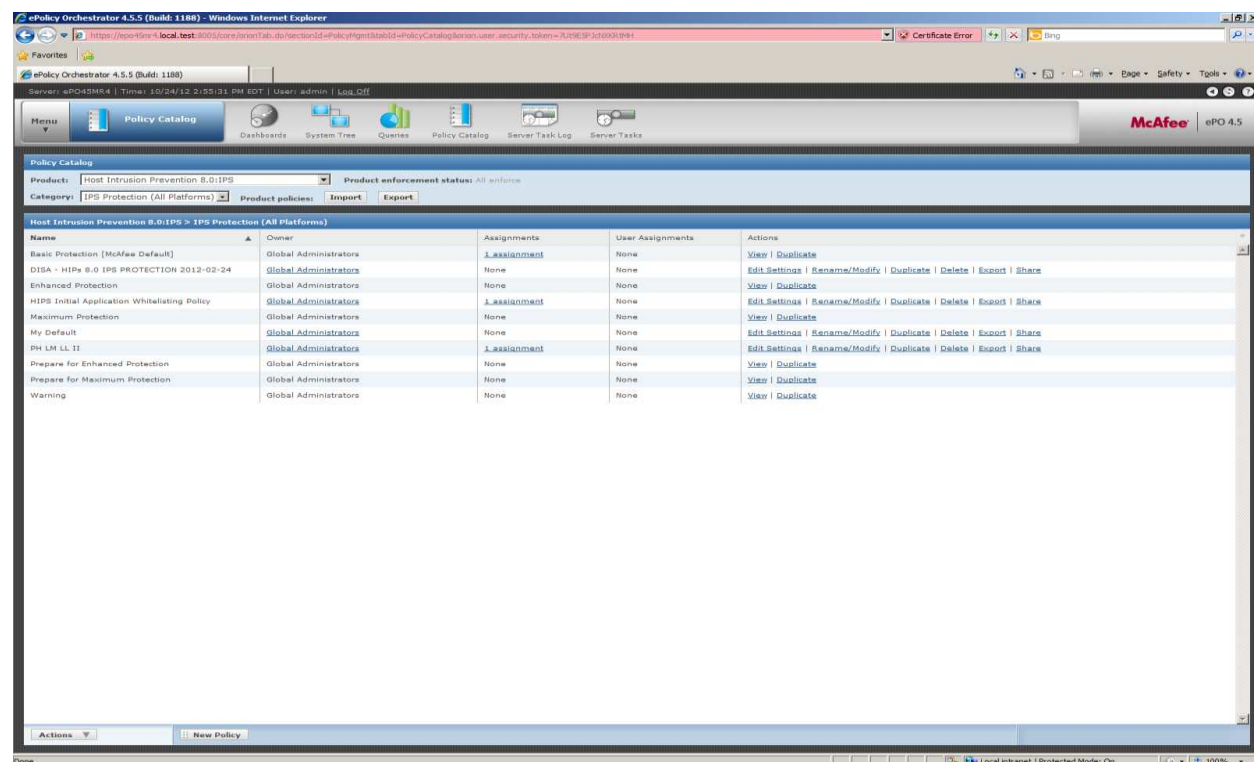 ePolicy Orchestrator 4.5.5 (Build: 1188) - Windows Internet Explorer
Certificate Error
Bing
Favorites
ePolicy Orchestrator 4.5.5 (Build: 1188)
Page Safety Tools
Server: ePO45MR4 | Time: 10/24/12 2:55:31 PM EDT | User: admin | Log Off
Menu Policy Catalog Dashboards System Tree Queries Policy Catalog Server Task Log Server Tasks McAfee ePO 4.5
Policy Catalog
Product: Host Intrusion Prevention 8.0:IPS Product enforcement status: All enforce
Category: IPS Protection (All Platforms) Product policies: Import Export
Host Intrusion Prevention 8.0:IPS > IPS Protection (All Platforms)
Name Owner Assignments User Assignments Actions
Basic Protection [McAfee Default] Global Administrators 1 assignment None View | Duplicate
DISA - HIPs 8.0 IPS PROTECTION 2012-02-24 Global Administrators None None Edit Settings | Rename/Modify | Duplicate | Delete | Export | Share
Enhanced Protection Global Administrators None None View | Duplicate
HIPS Initial Application Whitelisting Policy Global Administrators 1 assignment None Edit Settings | Rename/Modify | Duplicate | Delete | Export | Share
Maximum Protection Global Administrators None None View | Duplicate
My Default Global Administrators None None Edit Settings | Rename/Modify | Duplicate | Delete | Export | Share
PH LM LL II Global Administrators 1 assignment None Edit Settings | Rename/Modify | Duplicate | Delete | Export | Share
Prepare for Enhanced Protection Global Administrators None None View | Duplicate
Prepare for Maximum Protection Global Administrators None None View | Duplicate
Warning Global Administrators None None View | Duplicate
Actions New Policy
Done Local intranet | Protected Mode: On 100%